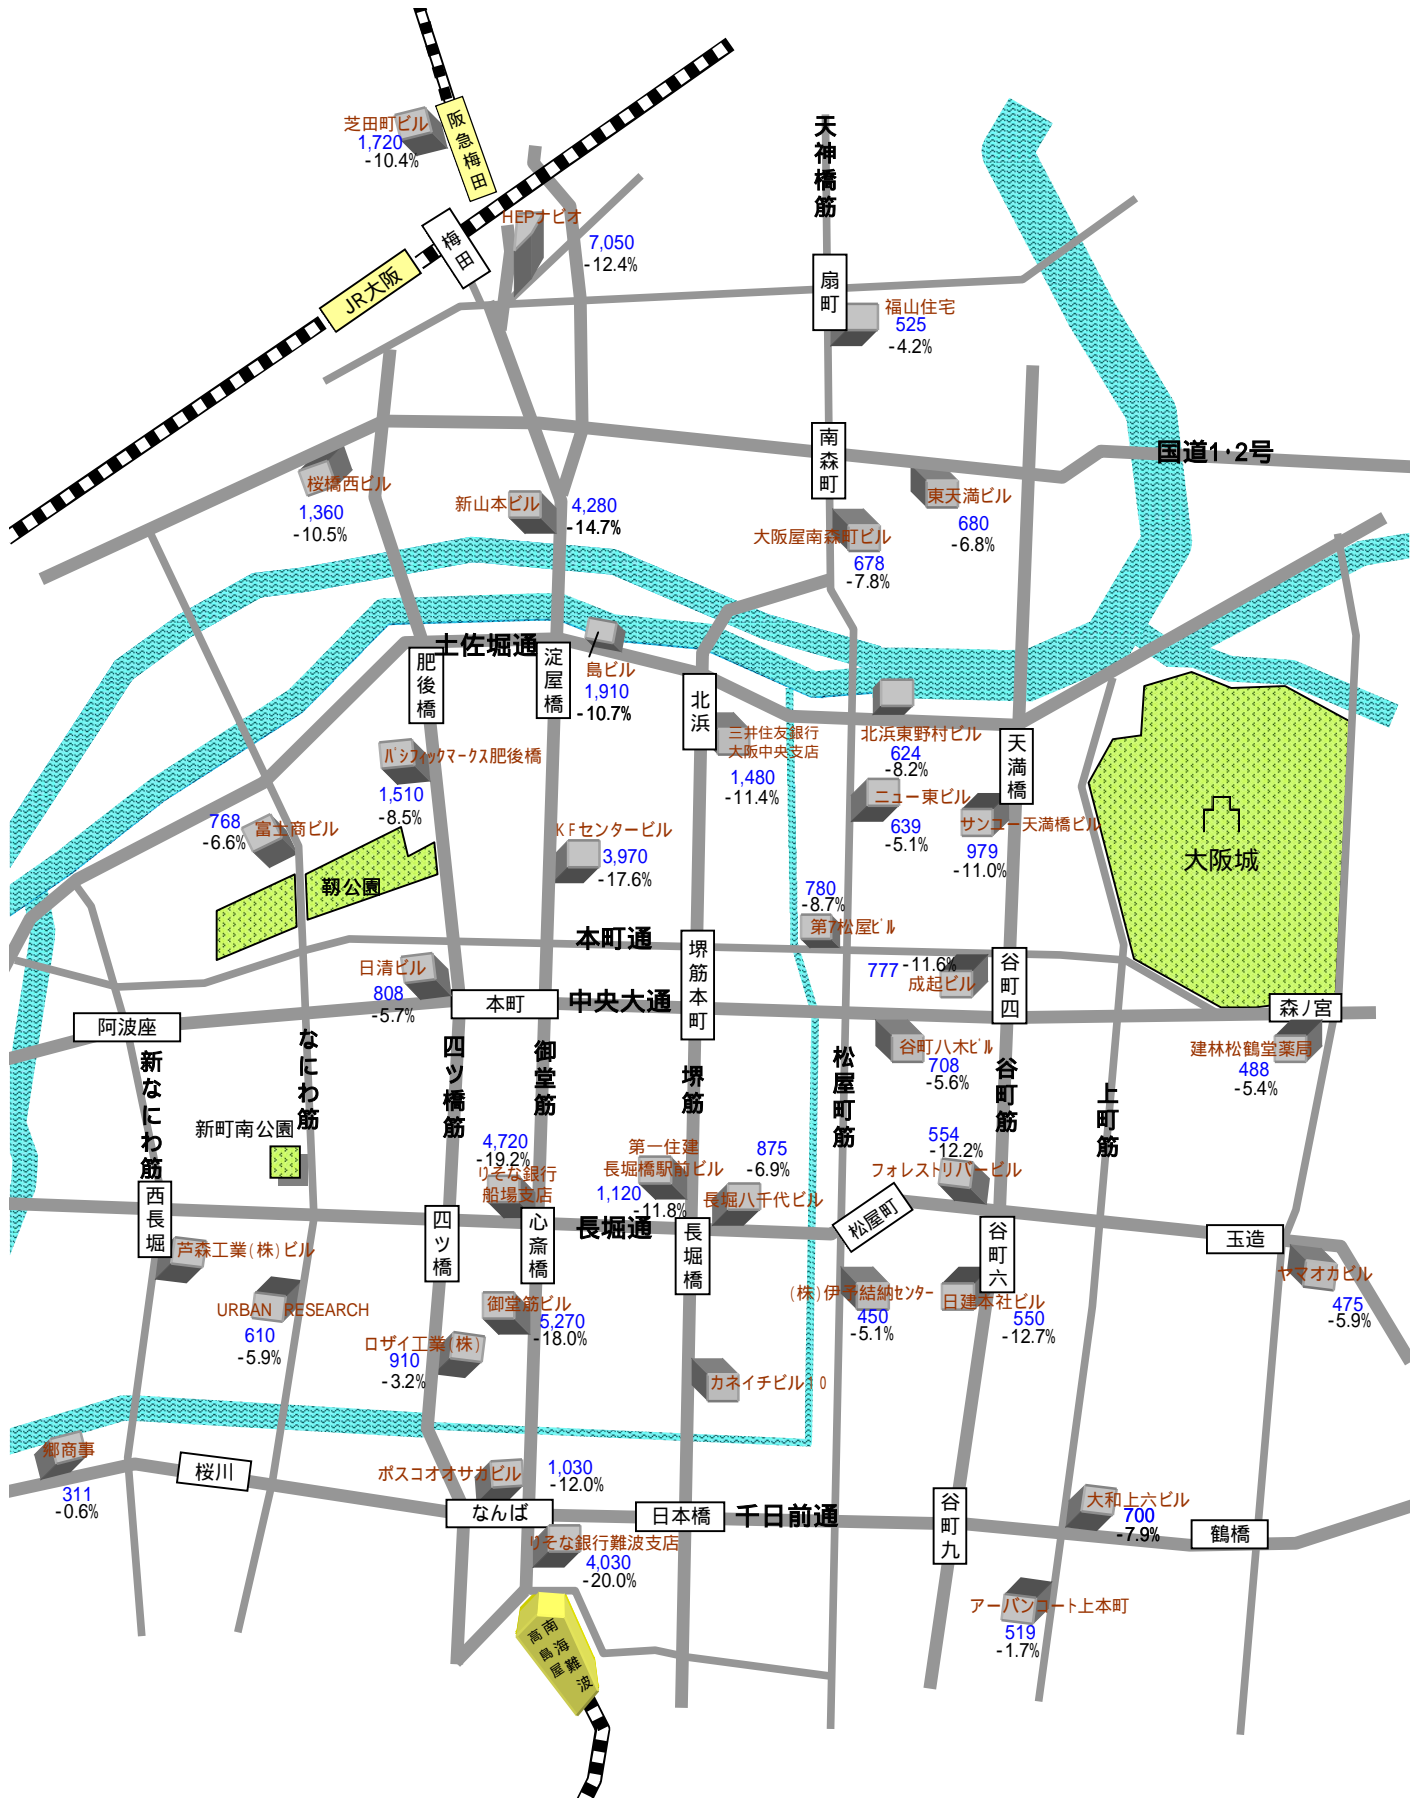 芝田町ビル
1,720
-10.4%
阪急梅田
梅田
JR大阪
HEPナビオ
7,050
-12.4%
天神橋筋
扇町
福山住宅
525
-4.2%
南森町
国道1・2号
桜橋西ビル
1,360
-10.5%
新山本ビル
4,280
-14.7%
東天満ビル
680
-6.8%
大阪屋南森町ビル
678
-7.8%
土佐堀通
肥後橋
淀屋橋
島ビル
1,910
-10.7%
北浜
三井住友銀行
大阪中央支店
1,480
-11.4%
北浜東野村ビル
624
-8.2%
天満橋
パシフィックマークス肥後橋
1,510
-8.5%
ニュー東ビル
639
-5.1%
サンユー天満橋ビル
979
-11.0%
大阪城
768
-6.6%
富士商ビル
靱公園
KFセンタービル
3,970
-17.6%
780
-8.7%
第7松屋ビル
本町通
堺筋本町
777
-11.6%
成起ビル
谷町四
日清ビル
808
-5.7%
本町
中央大通
阿波座
森ノ宮
建林松鶴堂薬局
488
-5.4%
谷町八木ビル
708
-5.6%
新なにわ筋
なにわ筋
四ツ橋筋
御堂筋
堺筋
松屋町筋
谷町筋
上町筋
新町南公園
4,720
-19.2%
りそな銀行
船場支店
第一住建
長堀橋駅前ビル
1,120
-11.8%
875
-6.9%
長堀八千代ビル
554
-12.2%
フォレストリバービル
西長堀
四ツ橋
心斎橋
長堀通
長堀橋
松屋町
谷町六
玉造
芦森工業(株)ビル
URBAN RESEARCH
610
-5.9%
御堂筋ビル
5,270
-18.0%
ロザイ工業(株)
910
-3.2%
(株)伊予結納センター
450
-5.1%
日建本社ビル
550
-12.7%
ヤマオカビル
475
-5.9%
カネイチビル10
郷商事
311
-0.6%
桜川
ポスコオオサカビル
1,030
-12.0%
なんば
日本橋
千日前通
谷町九
大和上六ビル
700
-7.9%
鶴橋
りそな銀行難波支店
4,030
-20.0%
アーバンコート上本町
519
-1.7%
南海難波
高島屋